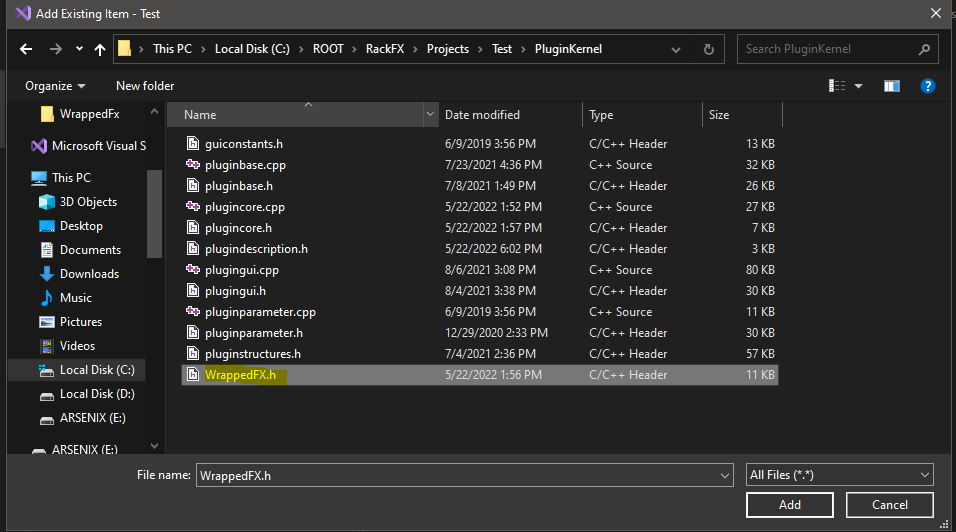 Add Existing Item - Test
This PC > Local Disk (C:) > ROOT > RackFX > Projects > Test > PluginKernel
Search PluginKernel
Organize New folder
WrappedFx
Microsoft Visual S
This PC
3D Objects
Desktop
Documents
Downloads
Music
Pictures
Videos
Local Disk (C:)
Local Disk (D:)
ARSENIX (E:)
ARSENIX (E:)
Name Date modified Type Size
guiconstants.h 6/9/2019 3:56 PM C/C++ Header 13 KB
pluginbase.cpp 7/23/2021 4:36 PM C++ Source 32 KB
pluginbase.h 7/8/2021 1:49 PM C/C++ Header 26 KB
plugincore.cpp 5/22/2022 1:52 PM C++ Source 27 KB
plugincore.h 5/22/2022 1:57 PM C/C++ Header 7 KB
plugindescription.h 5/22/2022 6:02 PM C/C++ Header 3 KB
plugingui.cpp 8/6/2021 3:08 PM C++ Source 80 KB
plugingui.h 8/4/2021 3:38 PM C/C++ Header 30 KB
pluginparameter.cpp 6/9/2019 3:56 PM C++ Source 11 KB
pluginparameter.h 12/29/2020 2:33 PM C/C++ Header 30 KB
pluginstructures.h 7/4/2021 2:36 PM C/C++ Header 57 KB
WrappedFX.h 5/22/2022 1:56 PM C/C++ Header 11 KB
File name: WrappedFX.h All Files (*.*)
Add Cancel